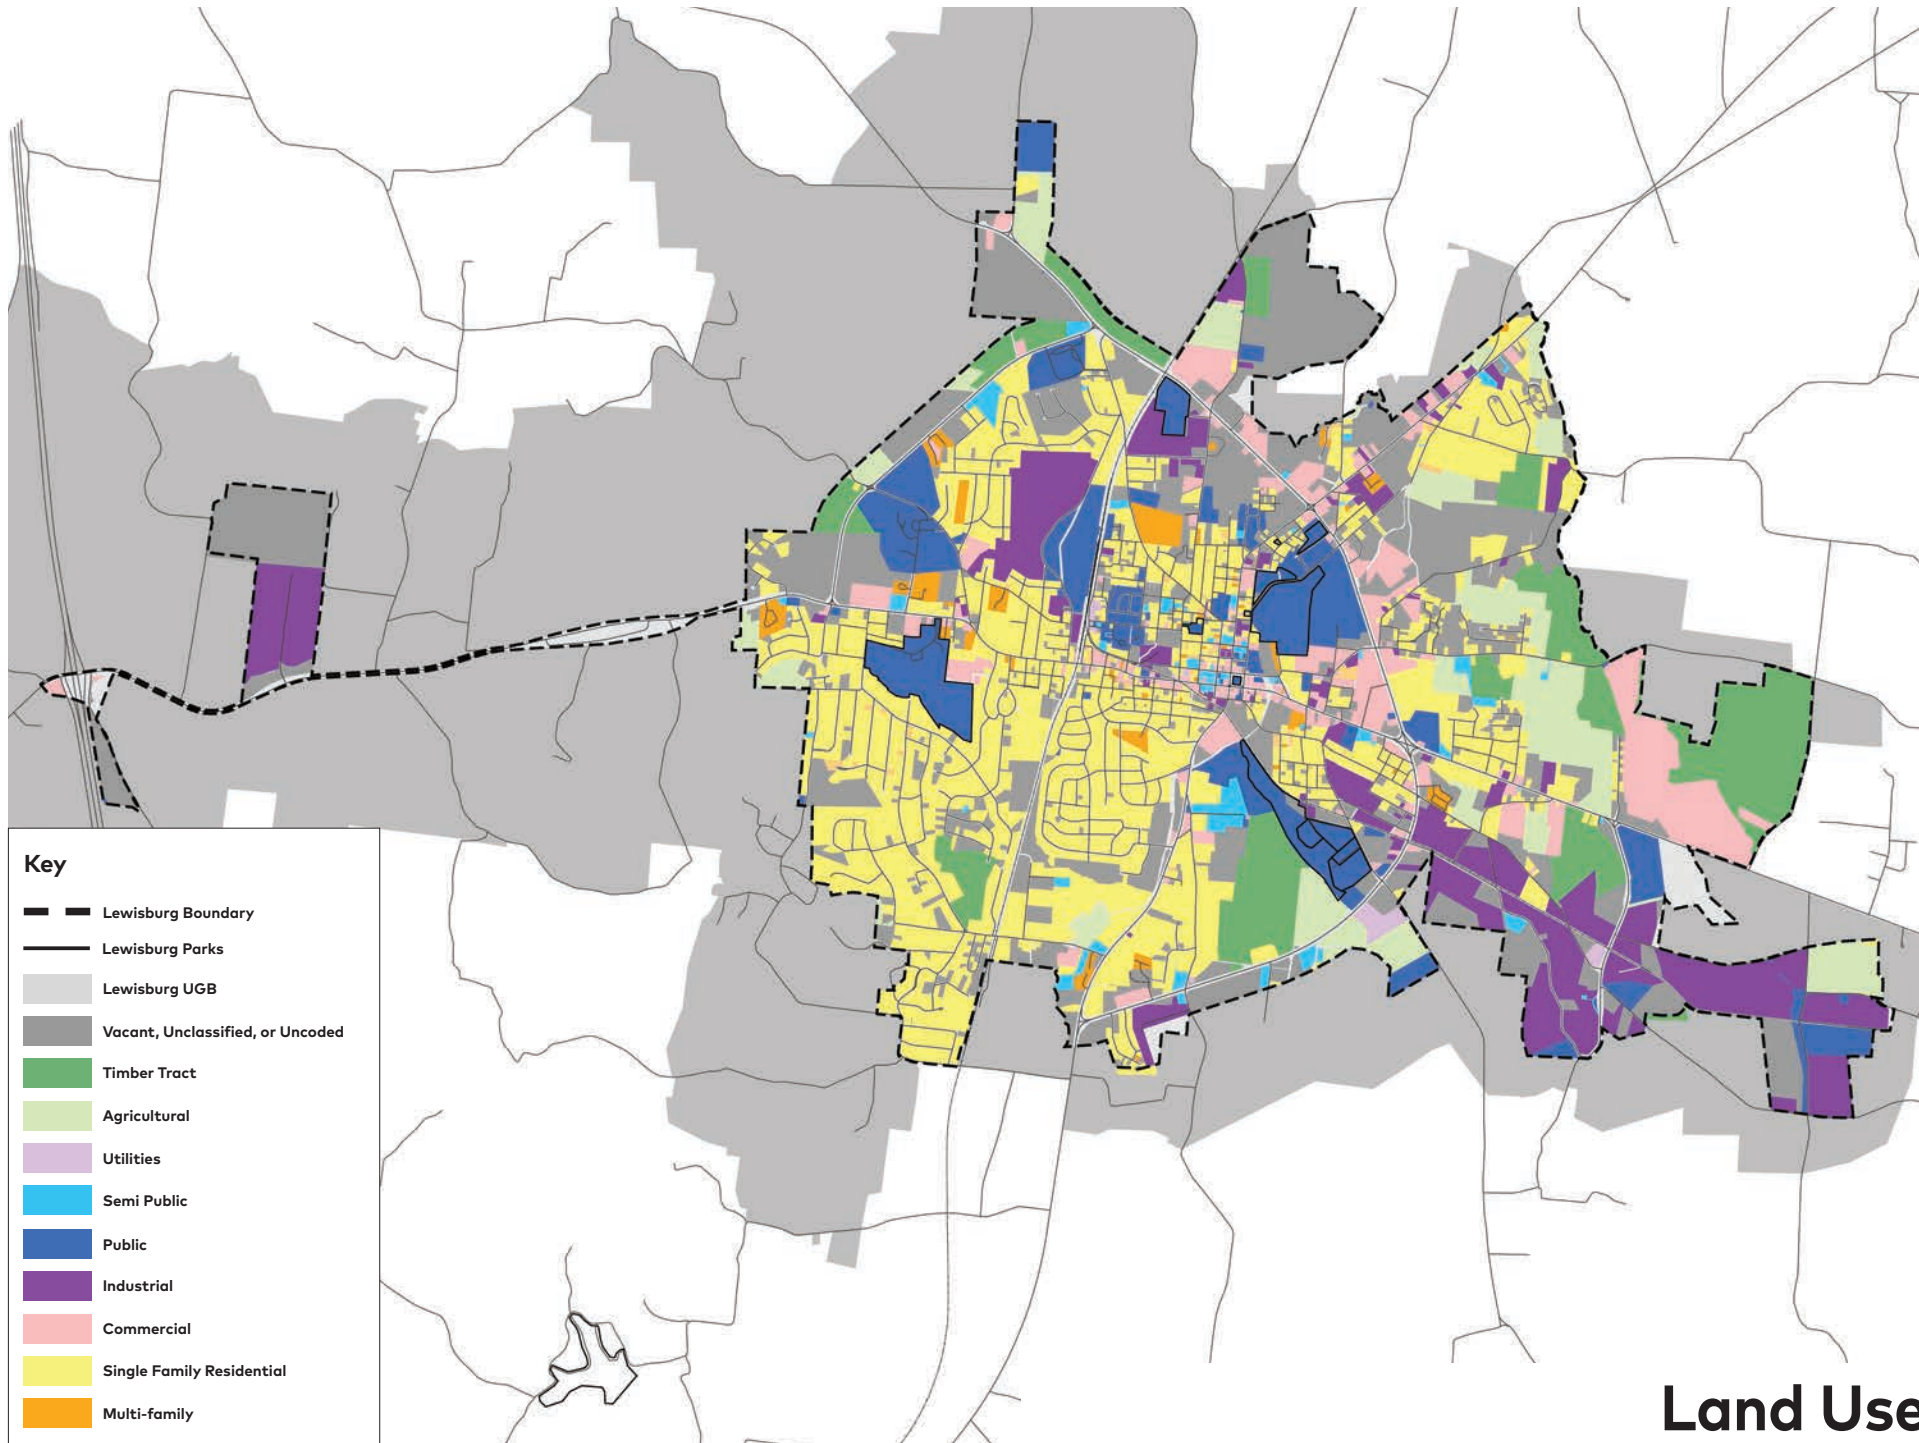 Key
Lewisburg Boundary
Lewisburg Parks
Lewisburg UGB
Vacant, Unclassified, or Uncoded
Timber Tract
Agricultural
Utilities
Semi Public
Public
Industrial
Commercial
Single Family Residential
Multi-family
Land Use